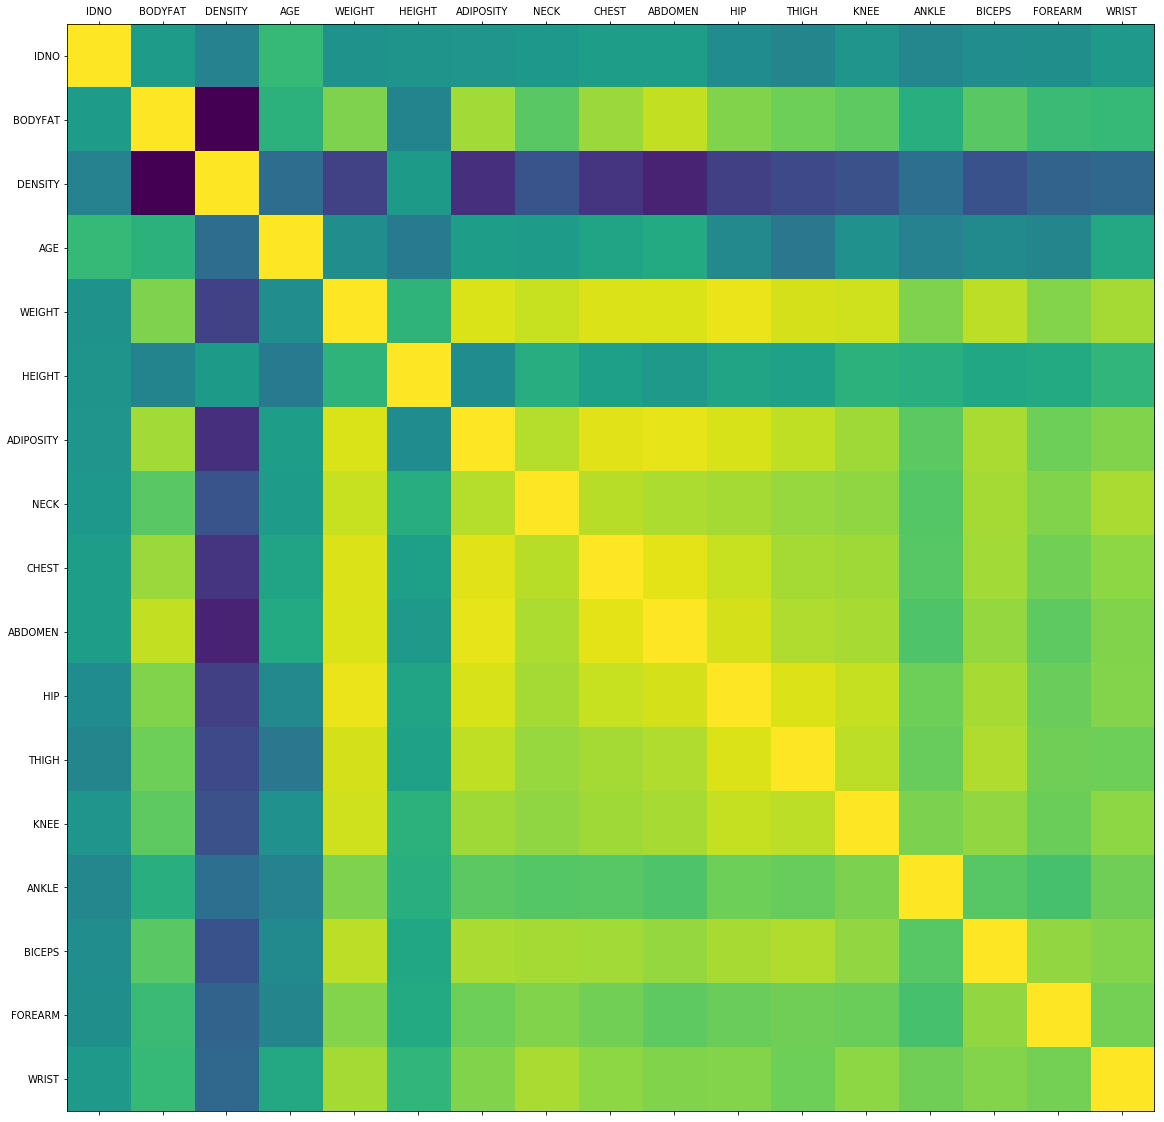 IDNO BODYFAT DENSITY AGE WEIGHT HEIGHT ADIPOSITY NECK CHEST ABDOMEN HIP THIGH KNEE ANKLE BICEPS FOREARM WRIST
IDNO
BODYFAT
DENSITY
AGE
WEIGHT
HEIGHT
ADIPOSITY
NECK
CHEST
ABDOMEN
HIP
THIGH
KNEE
ANKLE
BICEPS
FOREARM
WRIST